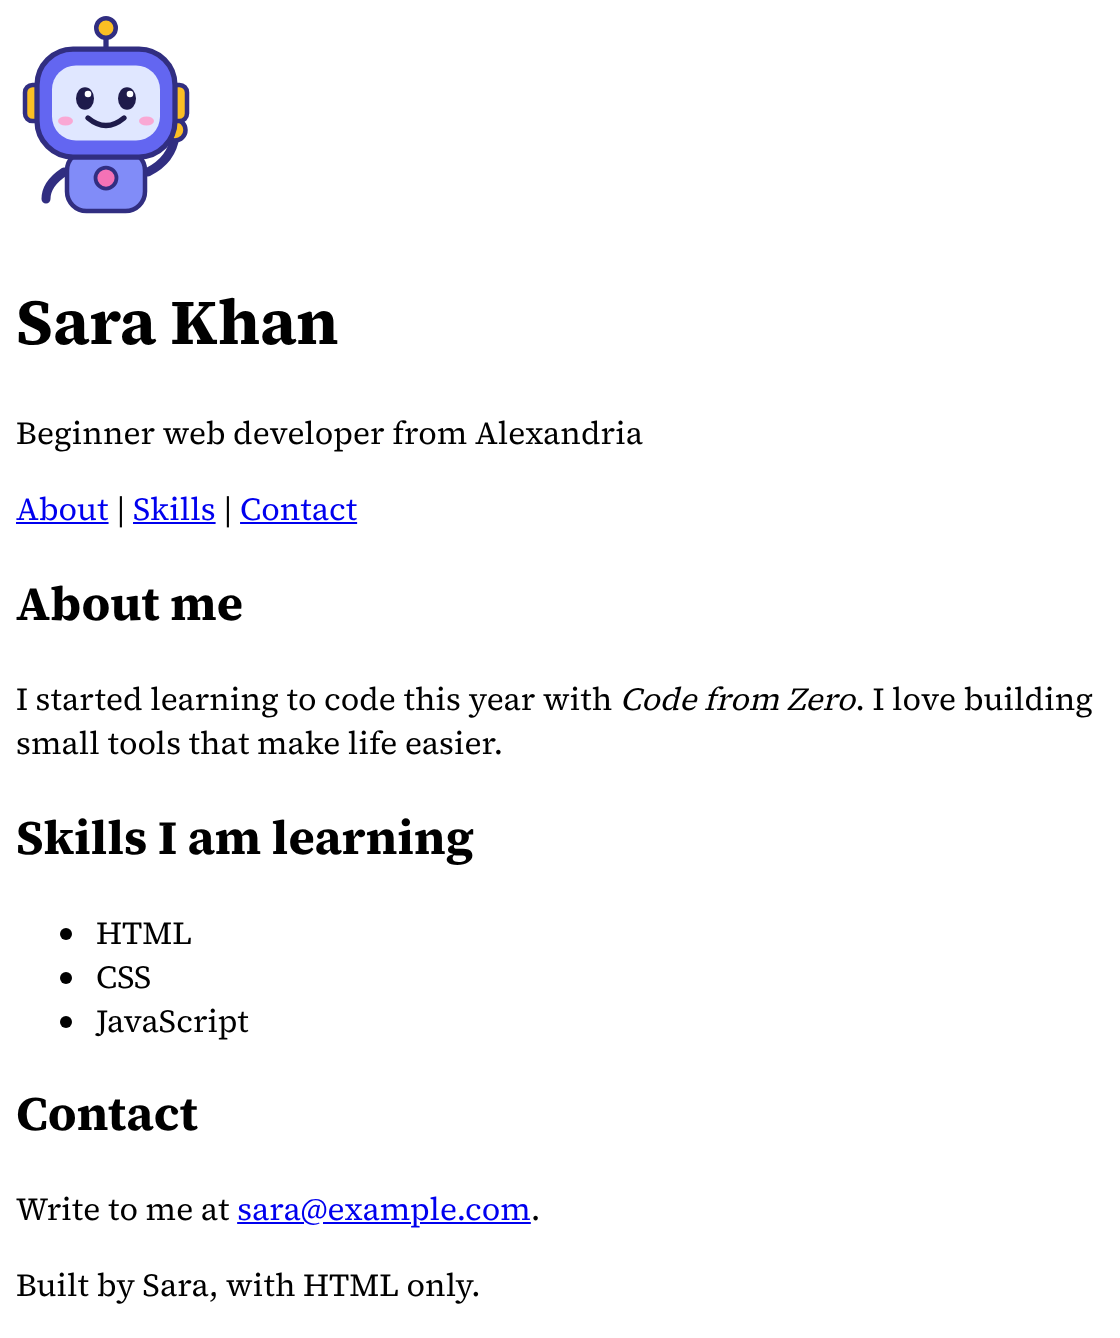 Sara Khan
Beginner web developer from Alexandria
About | Skills | Contact
About me
I started learning to code this year with Code from Zero. I love building
small tools that make life easier.
Skills I am learning
• HTML
• CSS
• JavaScript
Contact
Write to me at sara@example.com.
Built by Sara, with HTML only.